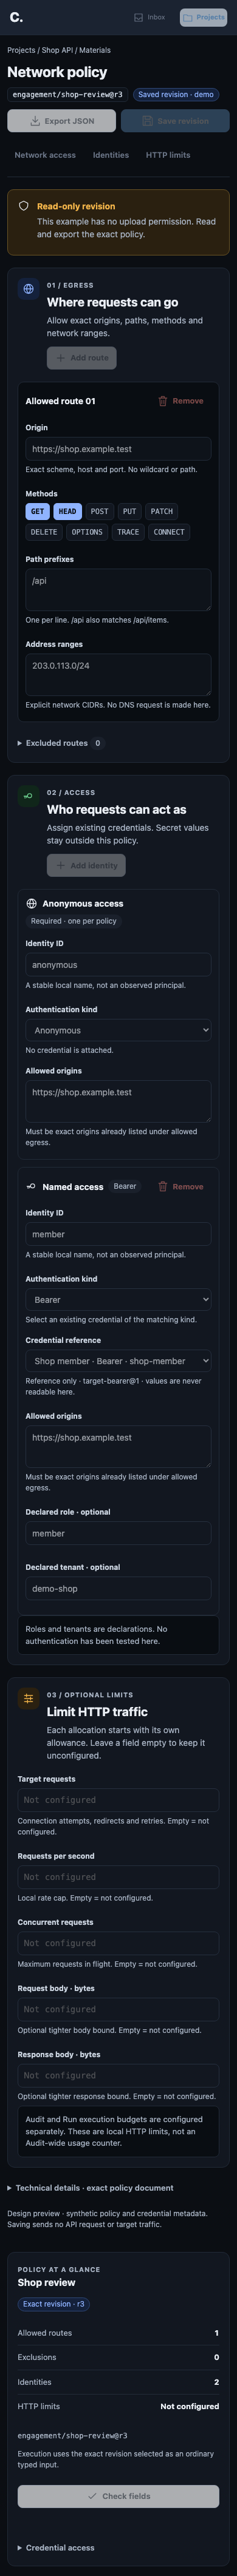 C.
Inbox
Projects
Projects / Shop API / Materials
Network policy
engagement/shop-review@r3
Saved revision · demo
Export JSON
Save revision
Network access
Identities
HTTP limits
Read-only revision
This example has no upload permission. Read
and export the exact policy.
01 / EGRESS
Where requests can go
Allow exact origins, paths, methods and
network ranges.
Add route
Allowed route 01
Remove
Origin
https://shop.example.test
Exact scheme, host and port. No wildcard or path.
Methods
GET
HEAD
POST
PUT
PATCH
DELETE
OPTIONS
TRACE
CONNECT
Path prefixes
/api
One per line. /api also matches /api/items.
Address ranges
203.0.113.0/24
Explicit network CIDRs. No DNS request is made here.
Excluded routes 0
02 / ACCESS
Who requests can act as
Assign existing credentials. Secret values
stay outside this policy.
Add identity
Anonymous access
Required · one per policy
Identity ID
anonymous
A stable local name, not an observed principal.
Authentication kind
Anonymous
No credential is attached.
Allowed origins
https://shop.example.test
Must be exact origins already listed under allowed
egress.
Named access
Bearer
Remove
Identity ID
member
A stable local name, not an observed principal.
Authentication kind
Bearer
Select an existing credential of the matching kind.
Credential reference
Shop member · Bearer · shop-member
Reference only · target-bearer@1 · values are never
readable here.
Allowed origins
https://shop.example.test
Must be exact origins already listed under allowed
egress.
Declared role · optional
member
Declared tenant · optional
demo-shop
Roles and tenants are declarations. No
authentication has been tested here.
03 / OPTIONAL LIMITS
Limit HTTP traffic
Each allocation starts with its own
allowance. Leave a field empty to keep it
unconfigured.
Target requests
Not configured
Connection attempts, redirects and retries. Empty = not
configured.
Requests per second
Not configured
Local rate cap. Empty = not configured.
Concurrent requests
Not configured
Maximum requests in flight. Empty = not configured.
Request body · bytes
Not configured
Optional tighter body bound. Empty = not configured.
Response body · bytes
Not configured
Optional tighter response bound. Empty = not configured.
Audit and Run execution budgets are configured
separately. These are local HTTP limits, not an
Audit-wide usage counter.
Technical details · exact policy document
Design preview · synthetic policy and credential metadata.
Saving sends no API request or target traffic.
POLICY AT A GLANCE
Shop review
Exact revision · r3
Allowed routes 1
Exclusions 0
Identities 2
HTTP limits Not configured
engagement/shop-review@r3
Execution uses the exact revision selected as an ordinary
typed input.
Check fields
Credential access